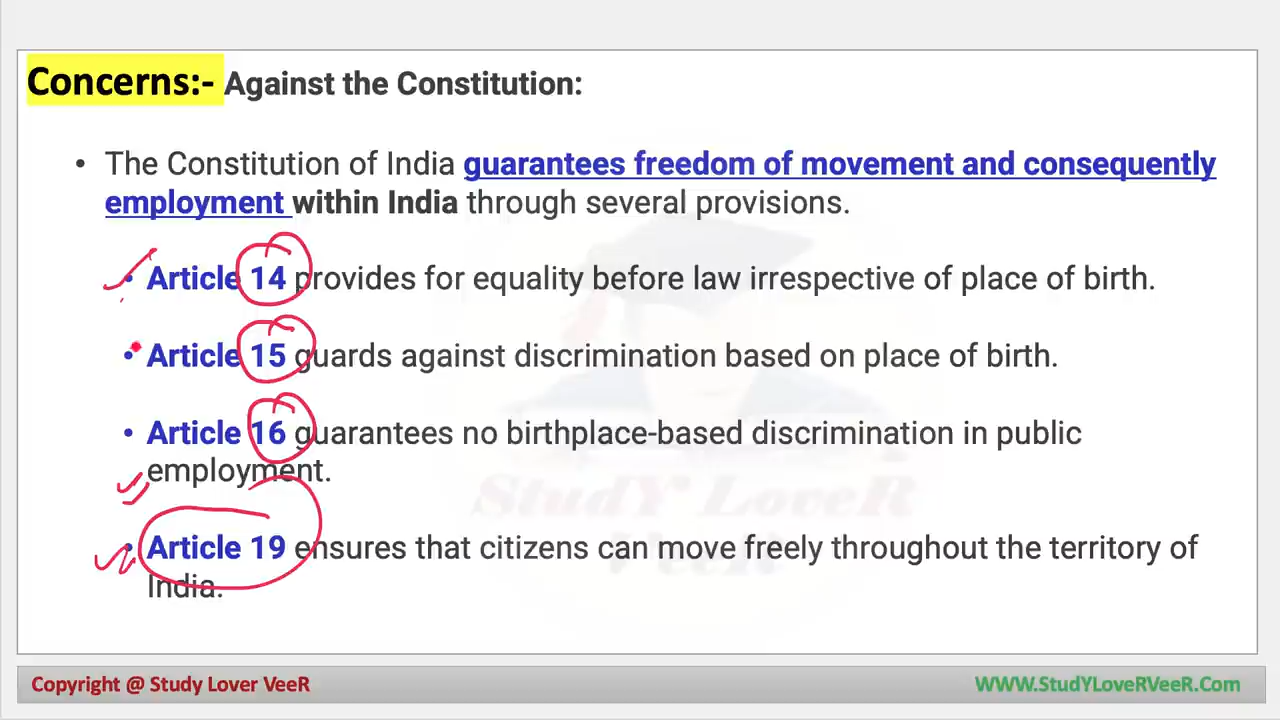 Concerns:- Against the Constitution:
• The Constitution of India guarantees freedom of movement and consequently
employment within India through several provisions.
• Article 14 provides for equality before law irrespective of place of birth.
• Article 15 guards against discrimination based on place of birth.
• Article 16 guarantees no birthplace-based discrimination in public
employment.
• Article 19 ensures that citizens can move freely throughout the territory of
India.
StudY LoveR
VeeR
Copyright @ Study Lover VeeR
WWW.StudYLoveRVeeR.Com